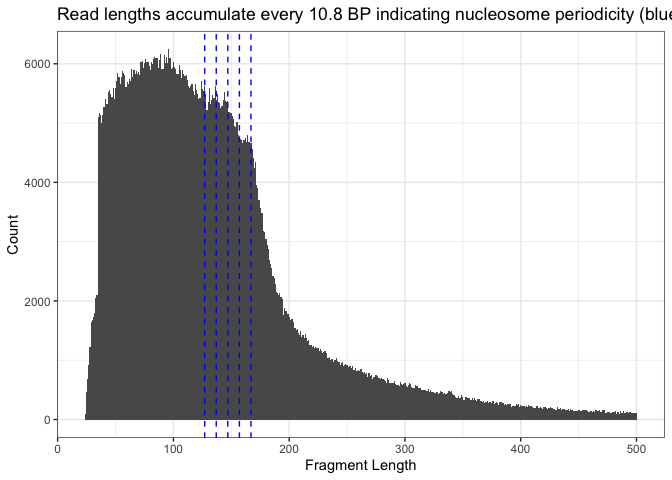 Read lengths accumulate every 10.8 BP indicating nucleosome periodicity (blue
6000
4000
2000
0
Count
0 100 200 300 400 500
Fragment Length